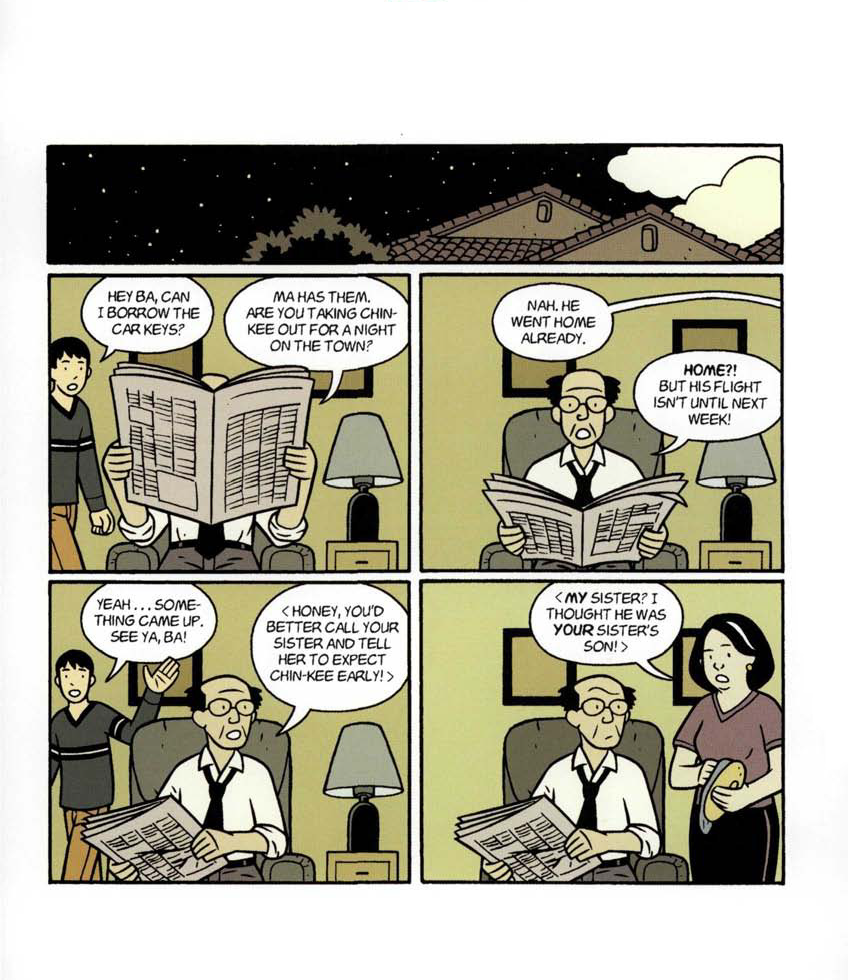 HEY BA, CAN
I BORROW THE
CAR KEYS?
MA HAS THEM.
ARE YOU TAKING CHIN-
KEE OUT FOR A NIGHT
ON THE TOWN?
NAH. HE
WENT HOME
ALREADY.
HOME?!
BUT HIS FLIGHT
ISN'T UNTIL NEXT
WEEK!
YEAH . . . SOME-
THING CAME UP.
SEE YA, BA!
< HONEY, YOU'D
BETTER CALL YOUR
SISTER AND TELL
HER TO EXPECT
CHIN-KEE EARLY! >
< MY SISTER? I
THOUGHT HE WAS
YOUR SISTER'S
SON! >